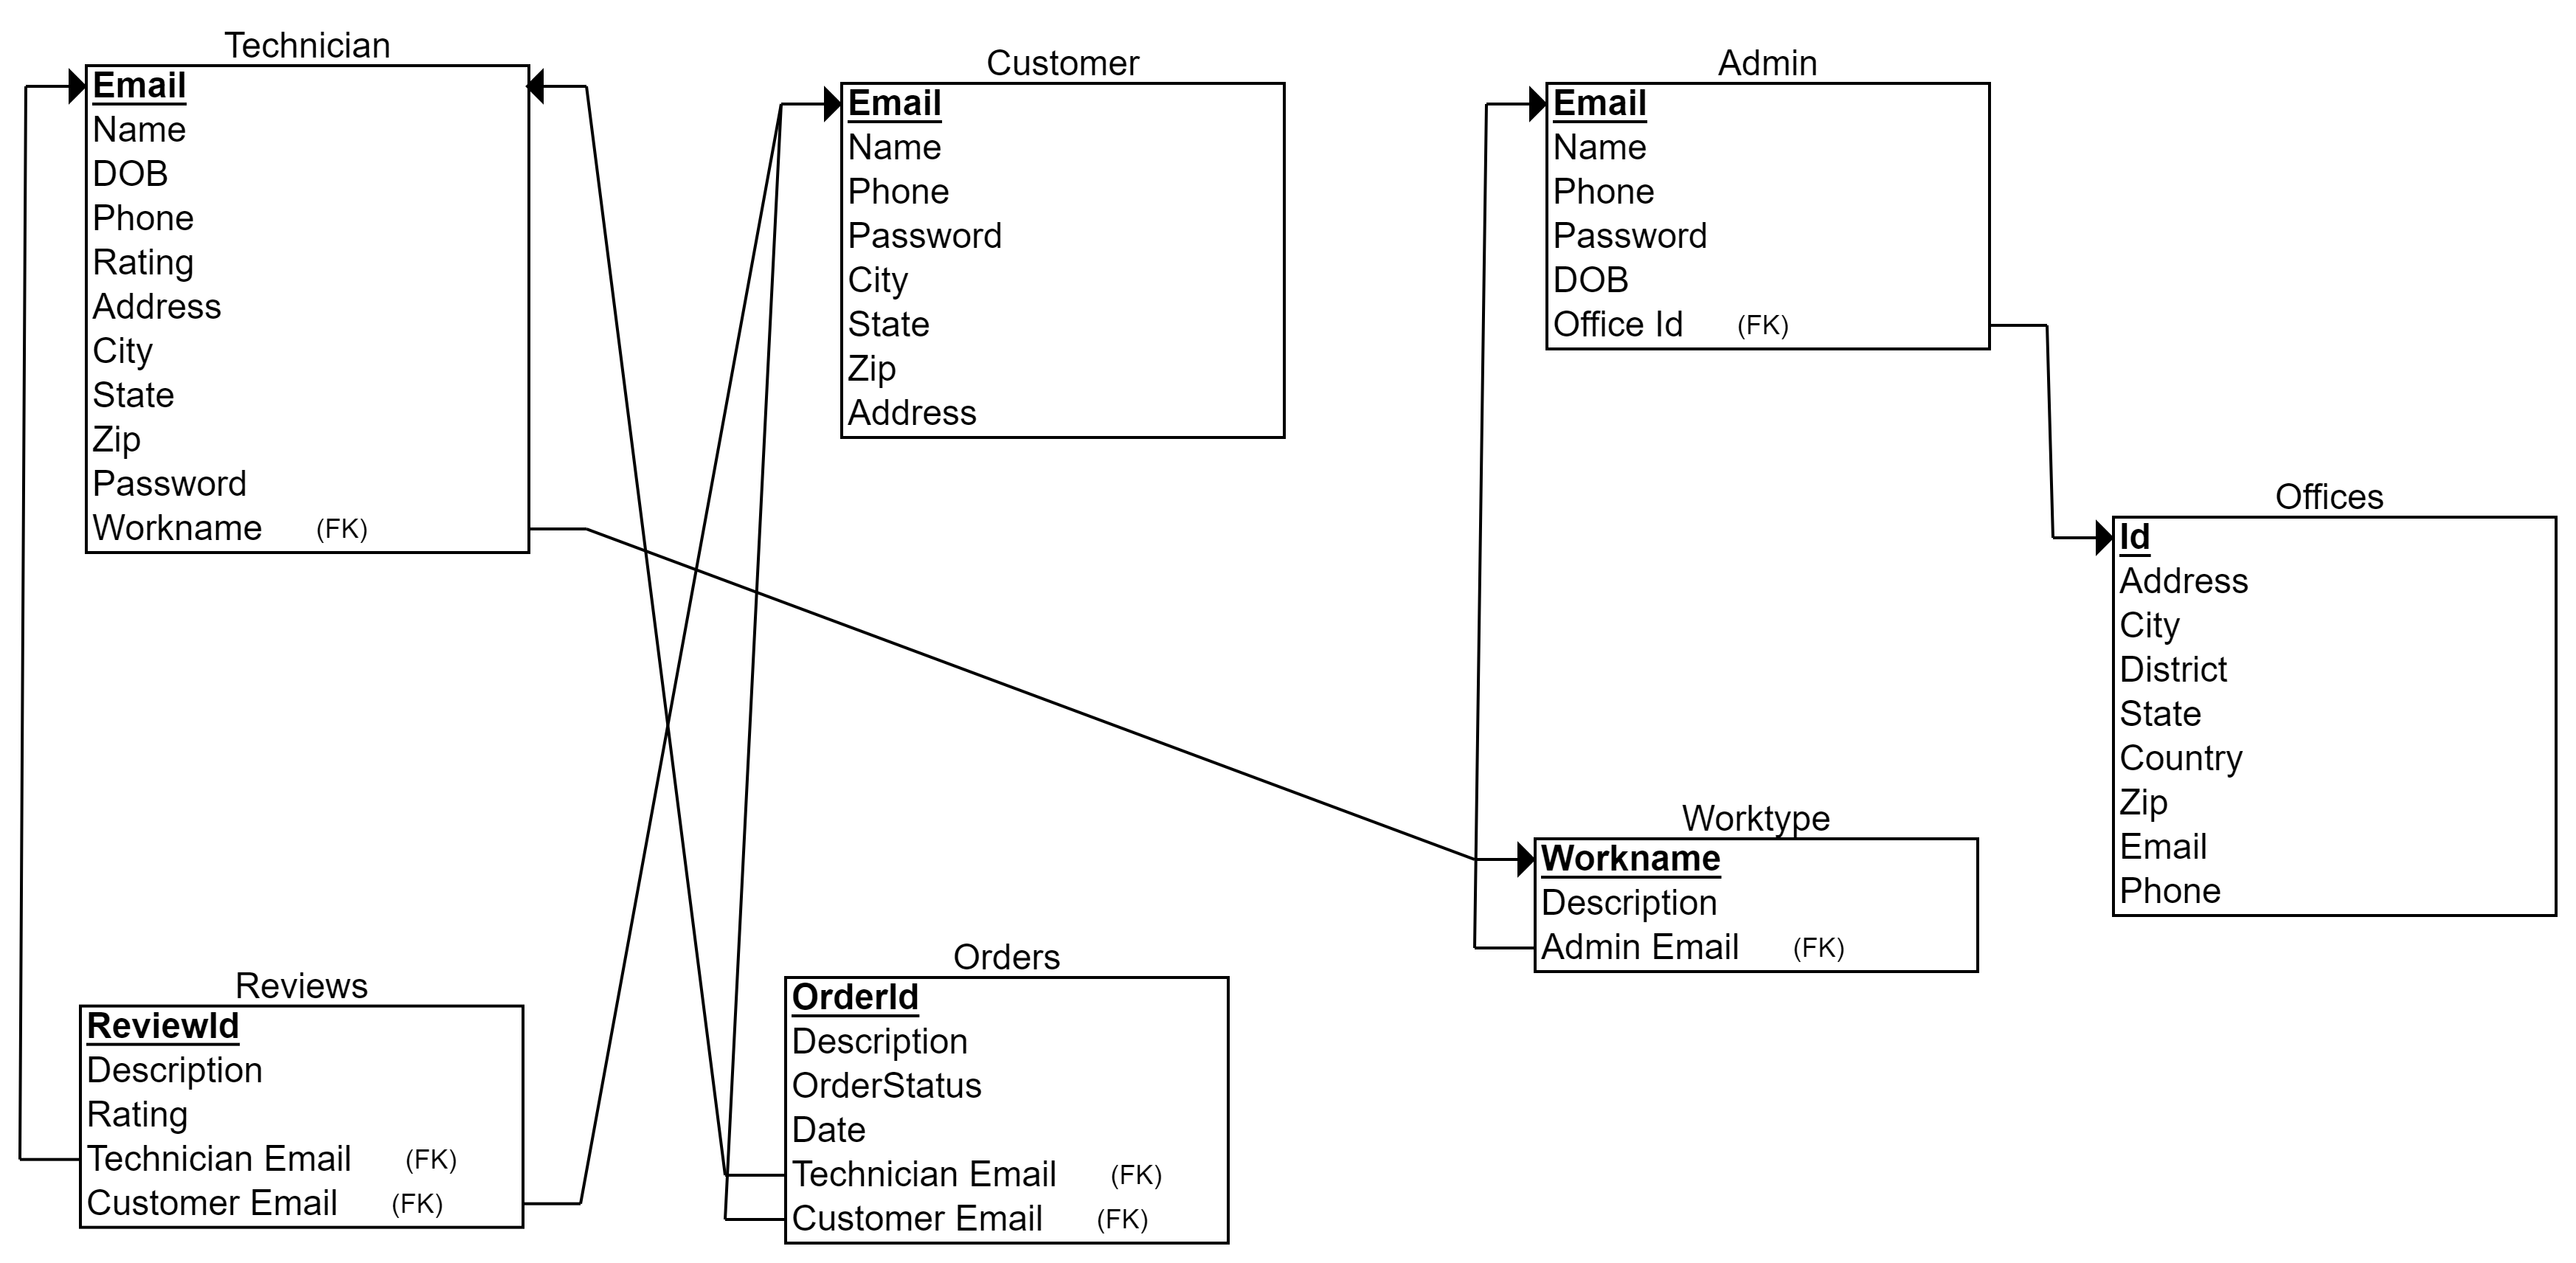 Technician
Email
Name
DOB
Phone
Rating
Address
City
State
Zip
Password
Workname (FK)
Customer
Email
Name
Phone
Password
City
State
Zip
Address
Admin
Email
Name
Phone
Password
DOB
Office Id (FK)
Offices
Id
Address
City
District
State
Country
Zip
Email
Phone
Worktype
Workname
Description
Admin Email (FK)
Reviews
ReviewId
Description
Rating
Technician Email (FK)
Customer Email (FK)
Orders
OrderId
Description
OrderStatus
Date
Technician Email (FK)
Customer Email (FK)